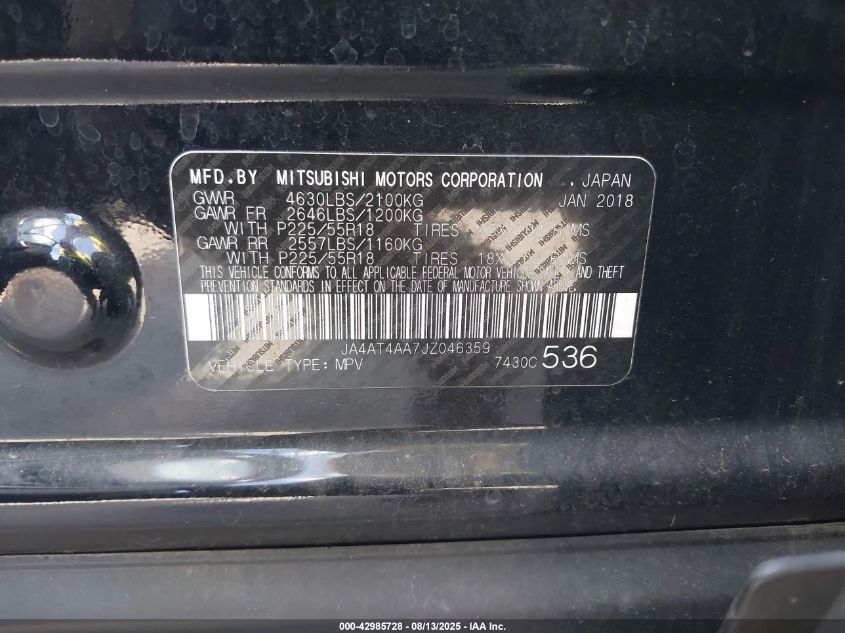 MFD.BY MITSUBISHI MOTORS CORPORATION , JAPAN
GVWR 4630LBS/2100KG JAN 2018
GAWR FR 2646LBS/1200KG
WITH P225/55R18 TIRES
GAWR RR 2557LBS/1160KG
WITH P225/55R18 TIRES 18X
THIS VEHICLE CONFORMS TO ALL APPLICABLE FEDERAL MOTOR VEHICLE SAFETY AND THEFT
PREVENTION STANDARDS IN EFFECT ON THE DATE OF MANUFACTURE SHOWN ABOVE.
JA4AT4AA7JZ046359
VEHICLE TYPE: MPV 7430C 536
000-42985728 - 08/13/2025 - IAA Inc.